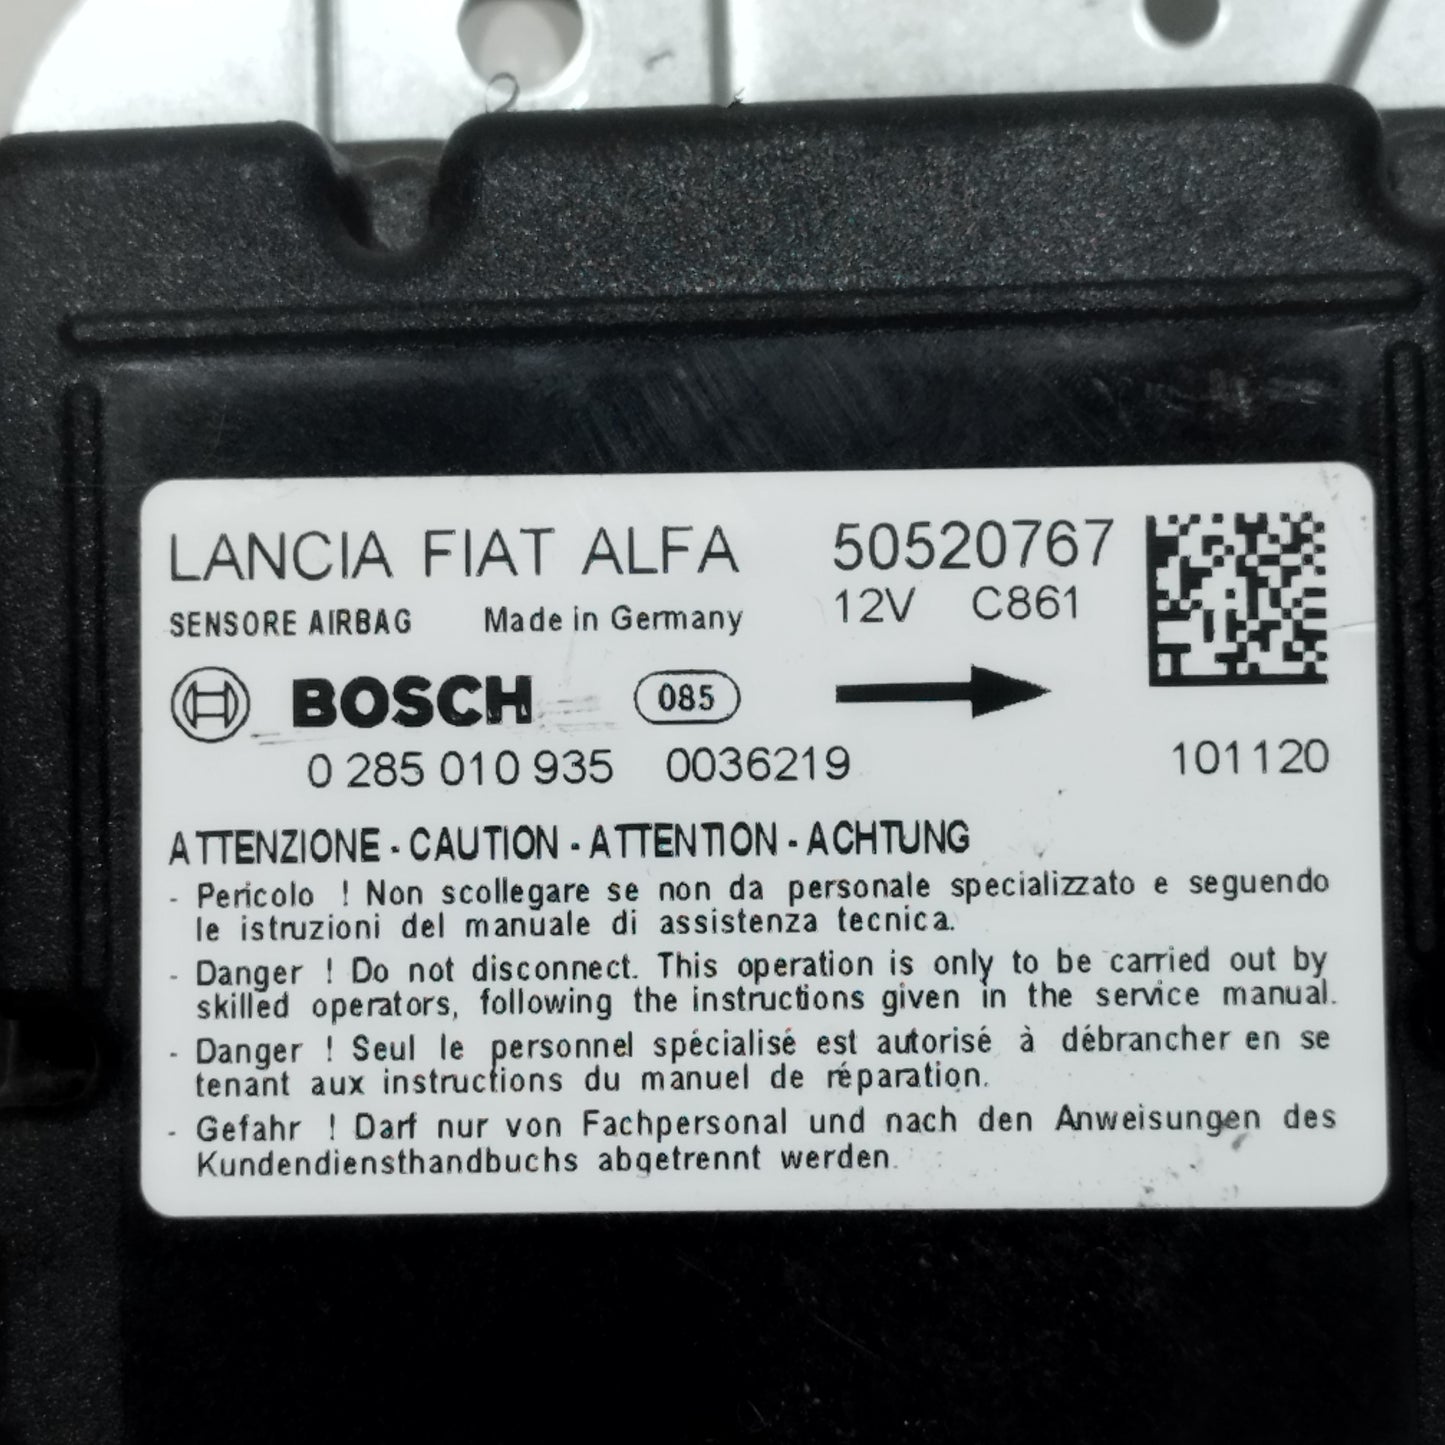 LANCIA FIAT ALFA 50520767
SENSORE AIRBAG Made in Germany 12V C861
BOSCH 085
0 285 010 935 0036219 101120
ATTENZIONE - CAUTION - ATTENTION - ACHTUNG
- Pericolo ! Non scollegare se non da personale specializzato e seguendo
le istruzioni del manuale di assistenza tecnica.
- Danger ! Do not disconnect. This operation is only to be carried out by
skilled operators, following the instructions given in the service manual.
- Danger ! Seul le personnel spécialisé est autorisé à débrancher en se
tenant aux instructions du manuel de réparation.
- Gefahr ! Darf nur von Fachpersonal und nach den Anweisungen des
Kundendiensthandbuchs abgetrennt werden.